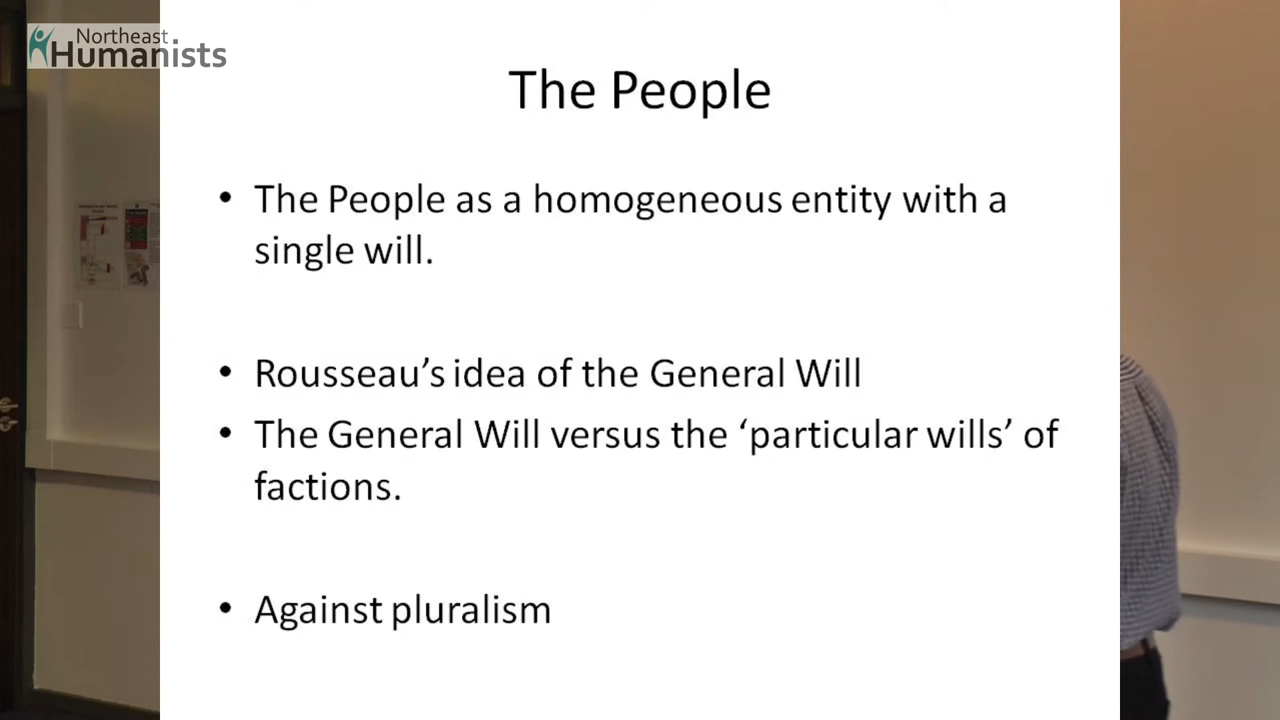 Northeast
Humanists
The People
• The People as a homogeneous entity with a
single will.
• Rousseau’s idea of the General Will
• The General Will versus the ‘particular wills’ of
factions.
• Against pluralism